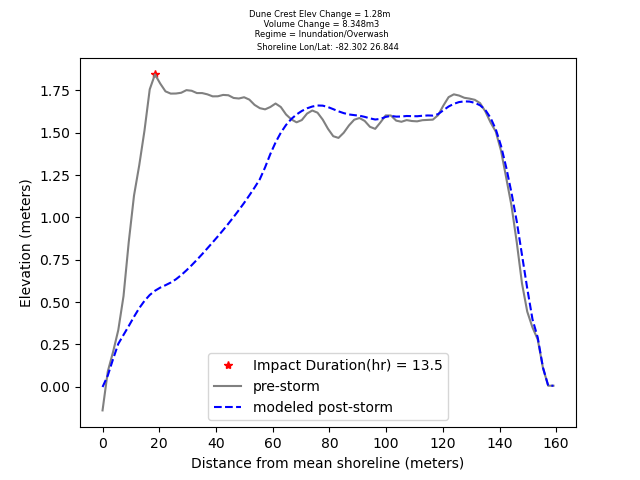 Dune Crest Elev Change = 1.28m
Volume Change = 8.348m3
Regime = Inundation/Overwash
Shoreline Lon/Lat: -82.302 26.844
1.75
1.50
1.25
1.00
0.75
0.50
0.25
0.00
Elevation (meters)
Impact Duration(hr) = 13.5
pre-storm
modeled post-storm
0 20 40 60 80 100 120 140 160
Distance from mean shoreline (meters)